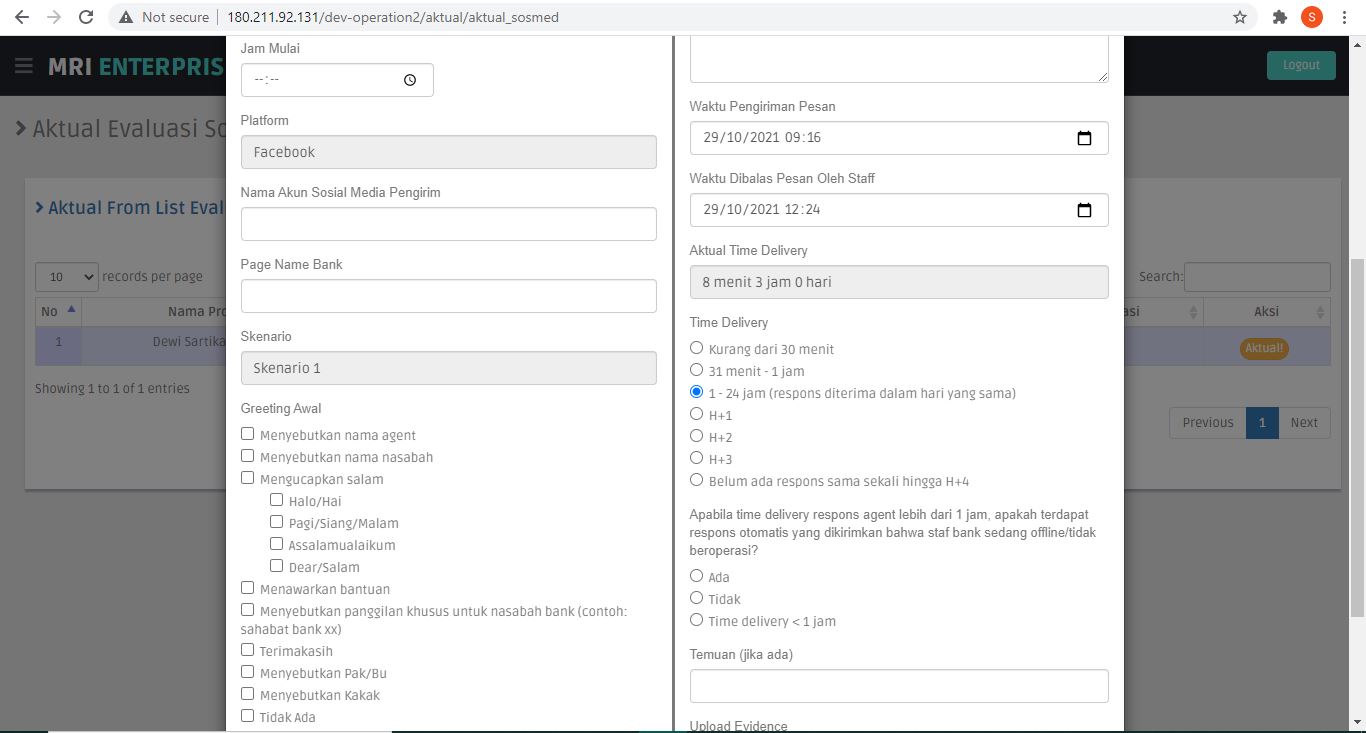 Not secure
180.211.92.131/dev-operation2/aktual/aktual_sosmed
S
MRI ENTERPRIS
Logout
Aktual Evaluasi So
Aktual From List Eval
10
records per page
Search:
No
Nama Pro
asi
Aksi
1
Dewi Sartika
Aktual!
Showing 1 to 1 of 1 entries
Previous
1
Next
Jam Mulai
--:--
Platform
Facebook
Nama Akun Sosial Media Pengirim
Page Name Bank
Skenario
Skenario 1
Greeting Awal
Menyebutkan nama agent
Menyebutkan nama nasabah
Mengucapkan salam
Halo/Hai
Pagi/Siang/Malam
Assalamualaikum
Dear/Salam
Menawarkan bantuan
Menyebutkan panggilan khusus untuk nasabah bank (contoh:
sahabat bank xx)
Terimakasih
Menyebutkan Pak/Bu
Menyebutkan Kakak
Tidak Ada
Waktu Pengiriman Pesan
29/10/2021 09:16
Waktu Dibalas Pesan Oleh Staff
29/10/2021 12:24
Aktual Time Delivery
8 menit 3 jam 0 hari
Time Delivery
Kurang dari 30 menit
31 menit - 1 jam
1 - 24 jam (respons diterima dalam hari yang sama)
H+1
H+2
H+3
Belum ada respons sama sekali hingga H+4
Apabila time delivery respons agent lebih dari 1 jam, apakah terdapat
respons otomatis yang dikirimkan bahwa staf bank sedang offline/tidak
beroperasi?
Ada
Tidak
Time delivery < 1 jam
Temuan (jika ada)
Upload Evidence